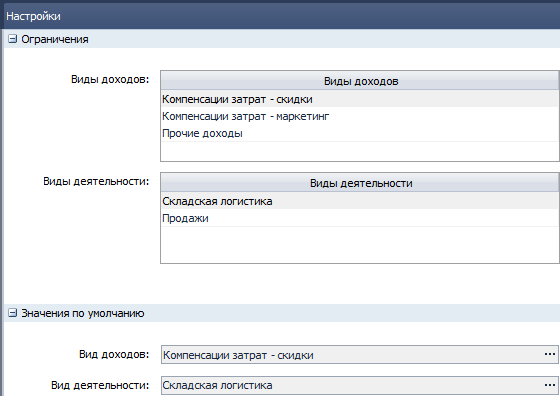 Настройки
Ограничения
Виды доходов:
Виды доходов
Компенсации затрат - скидки
Компенсации затрат - маркетинг
Прочие доходы
Виды деятельности:
Виды деятельности
Складская логистика
Продажи
Значения по умолчанию
Вид доходов: Компенсации затрат - скидки ...
Вид деятельности: Складская логистика ...